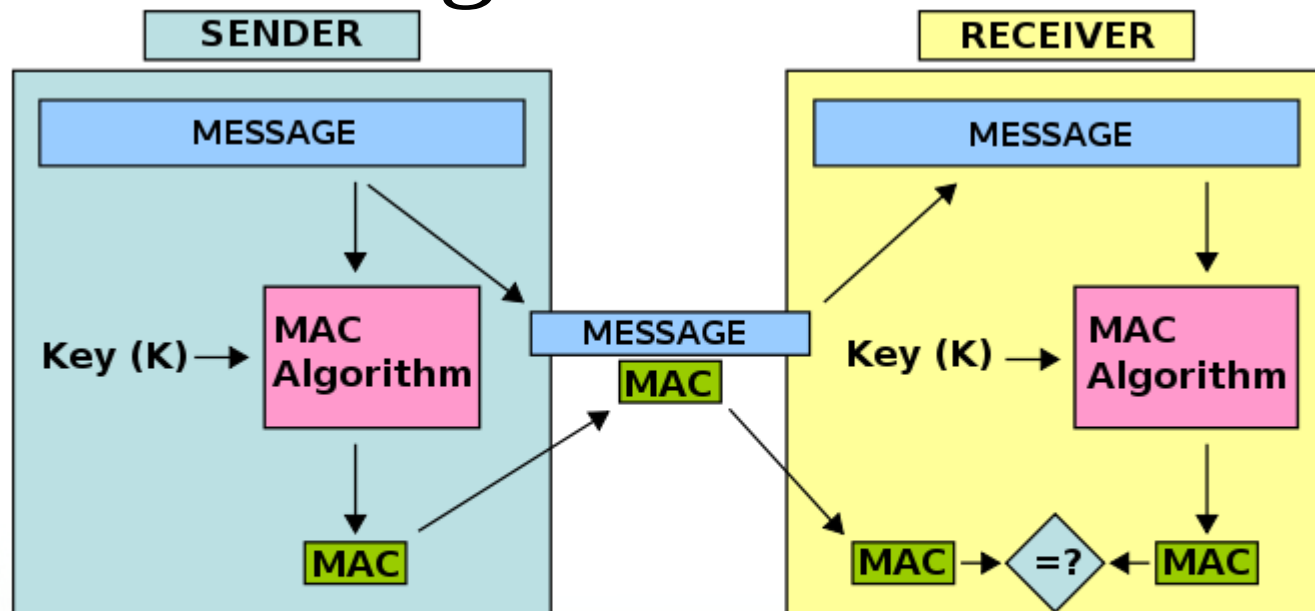 SENDER
MESSAGE
Key (K)
MAC
Algorithm
MAC
MESSAGE
MAC
RECEIVER
MESSAGE
Key (K)
MAC
Algorithm
MAC
=?
MAC